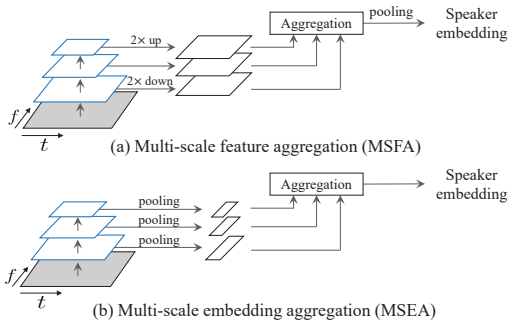 2× up
Aggregation
pooling
Speaker
embedding
2× down
f
t
(a) Multi-scale feature aggregation (MSFA)
pooling
pooling
pooling
Aggregation
Speaker
embedding
f
t
(b) Multi-scale embedding aggregation (MSEA)